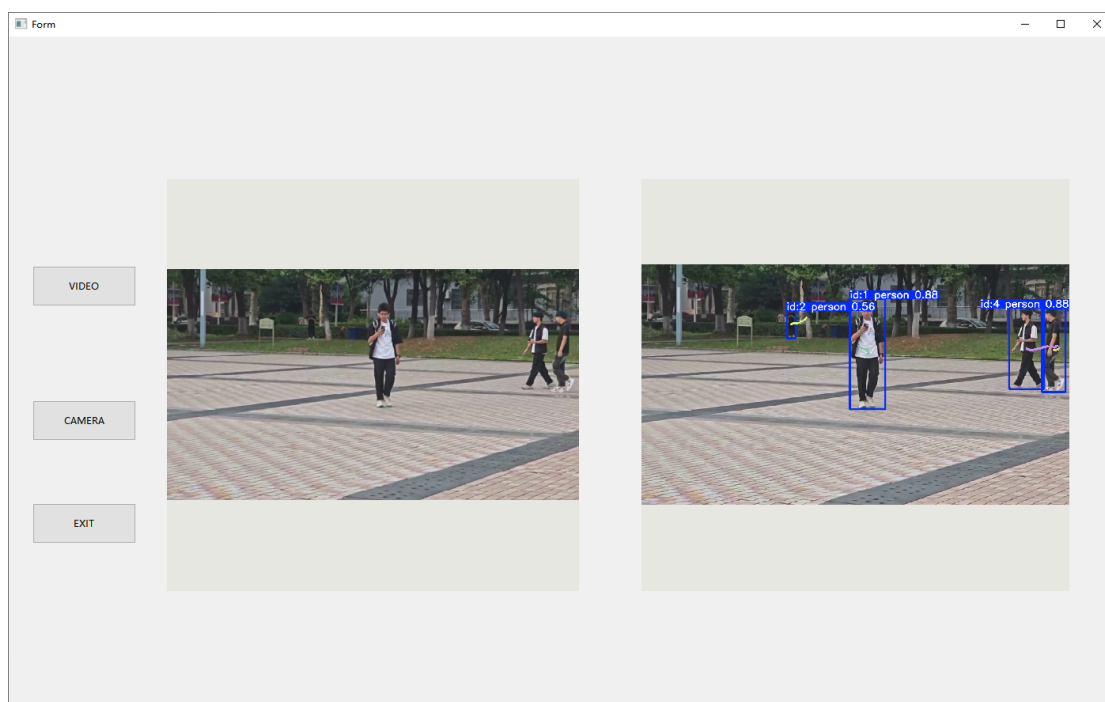 Form
VIDEO
CAMERA
EXIT
id:1 person 0.88
id:2 person 0.56
id:4 person 0.88